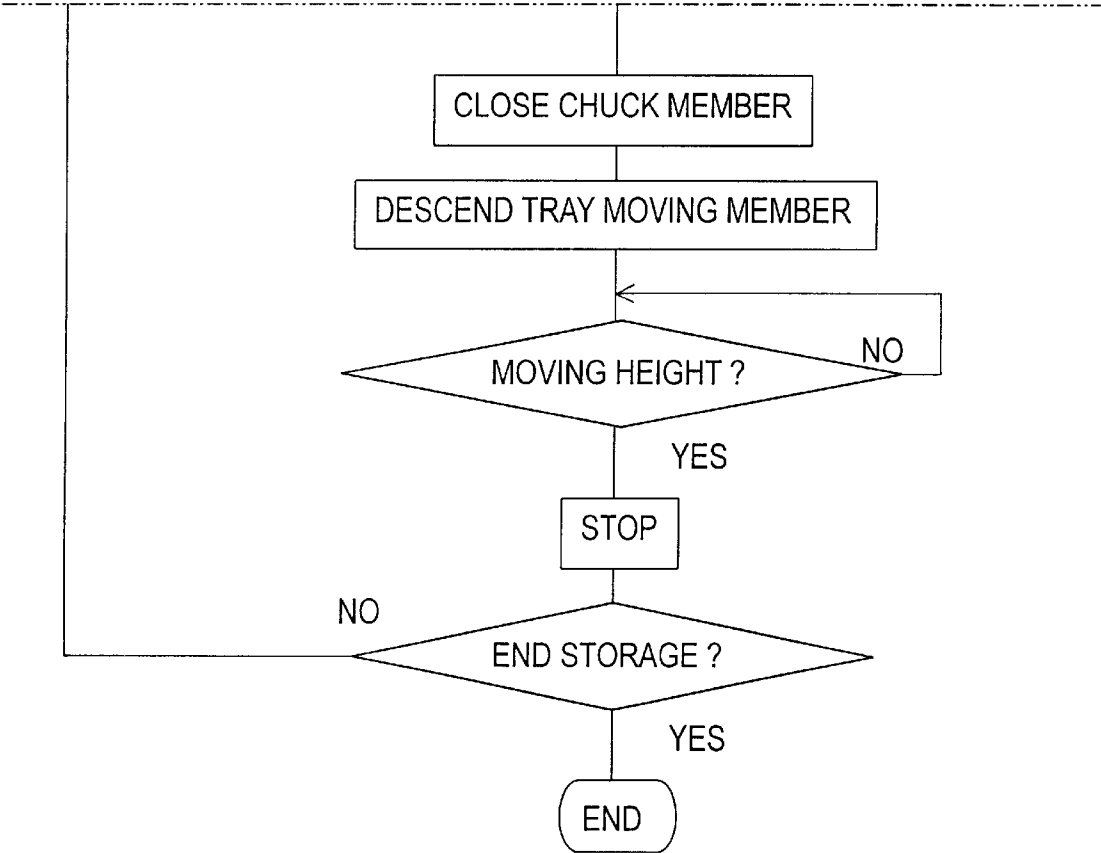 CLOSE CHUCK MEMBER
DESCEND TRAY MOVING MEMBER
MOVING HEIGHT ?
NO
YES
STOP
NO
END STORAGE ?
YES
END